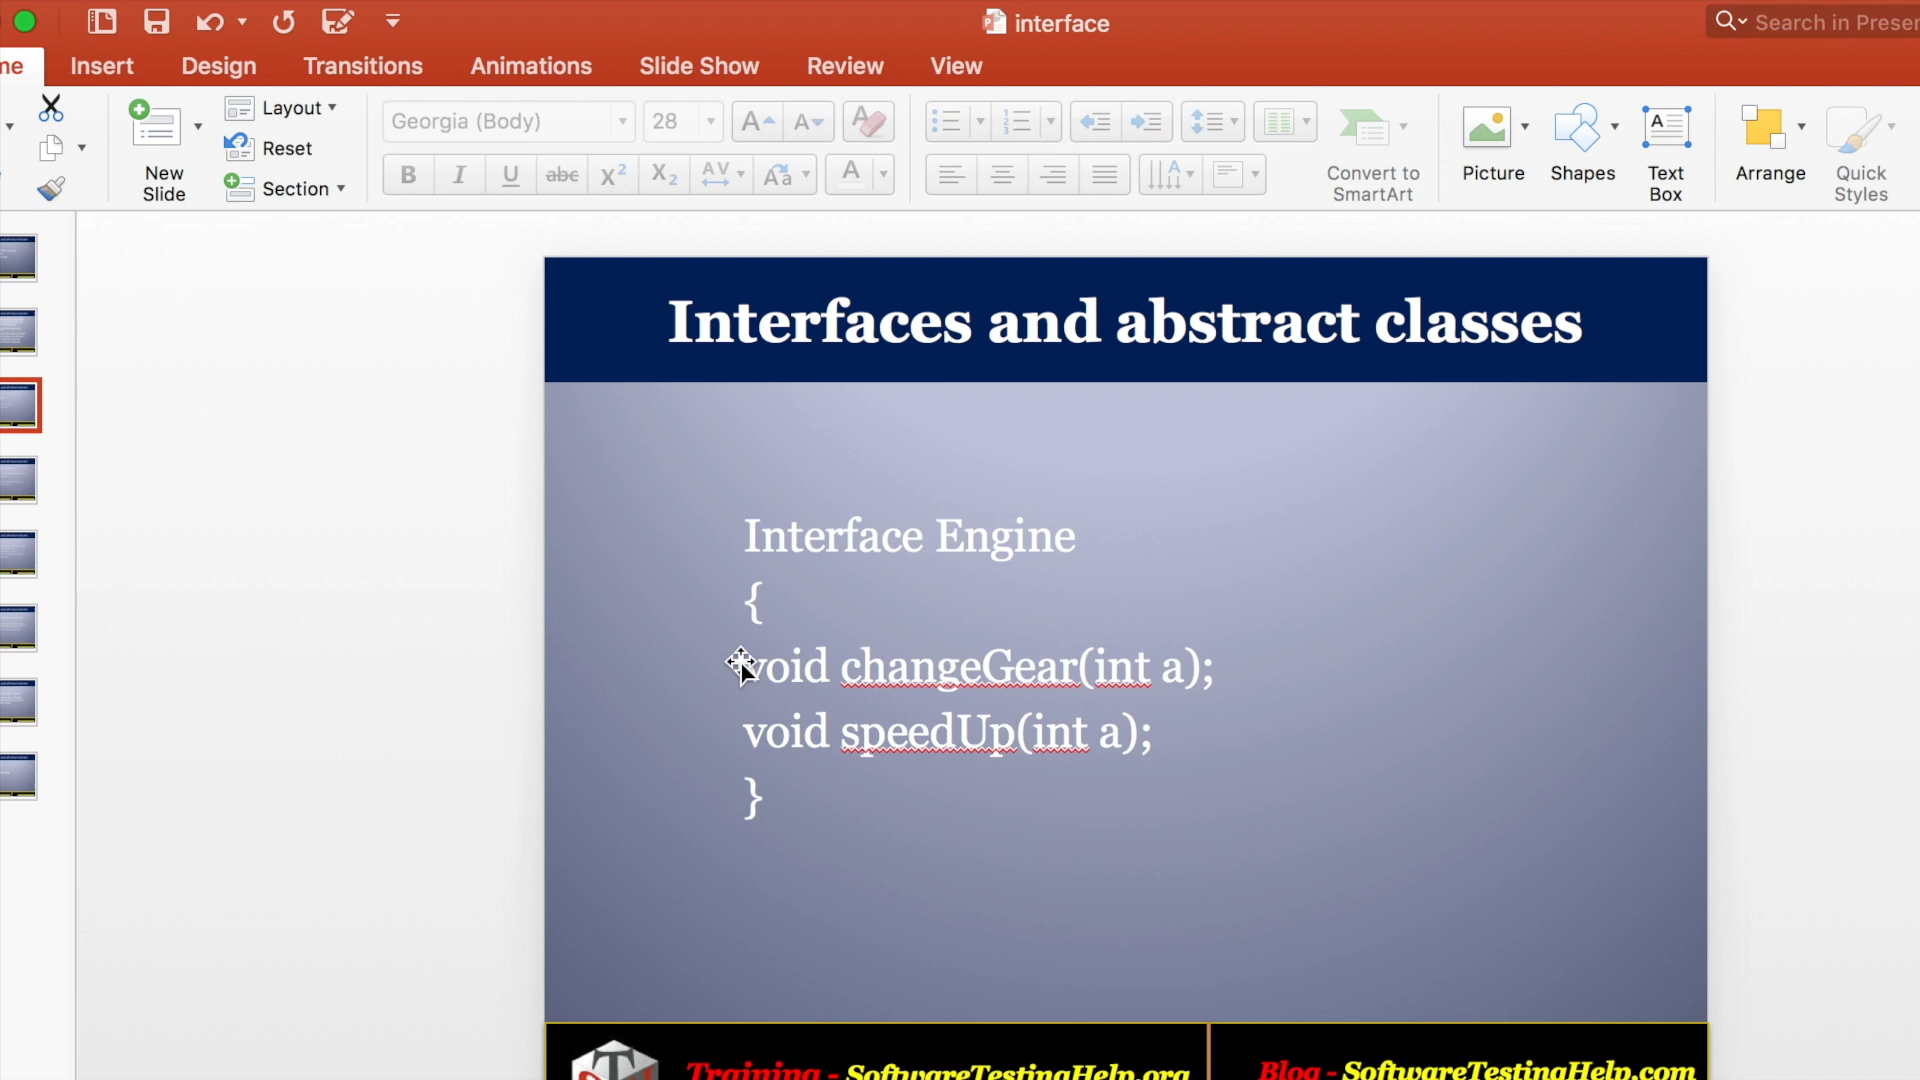 interface
Search in Preser
me
Insert
Design
Transitions
Animations
Slide Show
Review
View
New
Slide
Layout
Reset
Section
Georgia (Body)
28
Convert to
SmartArt
Picture
Shapes
Text
Box
Arrange
Quick
Styles
Interfaces and abstract classes
Interface Engine
{
void changeGear(int a);
void speedUp(int a);
}
Training - SoftwareTestingHelp.org
Blog - SoftwareTestingHelp.com